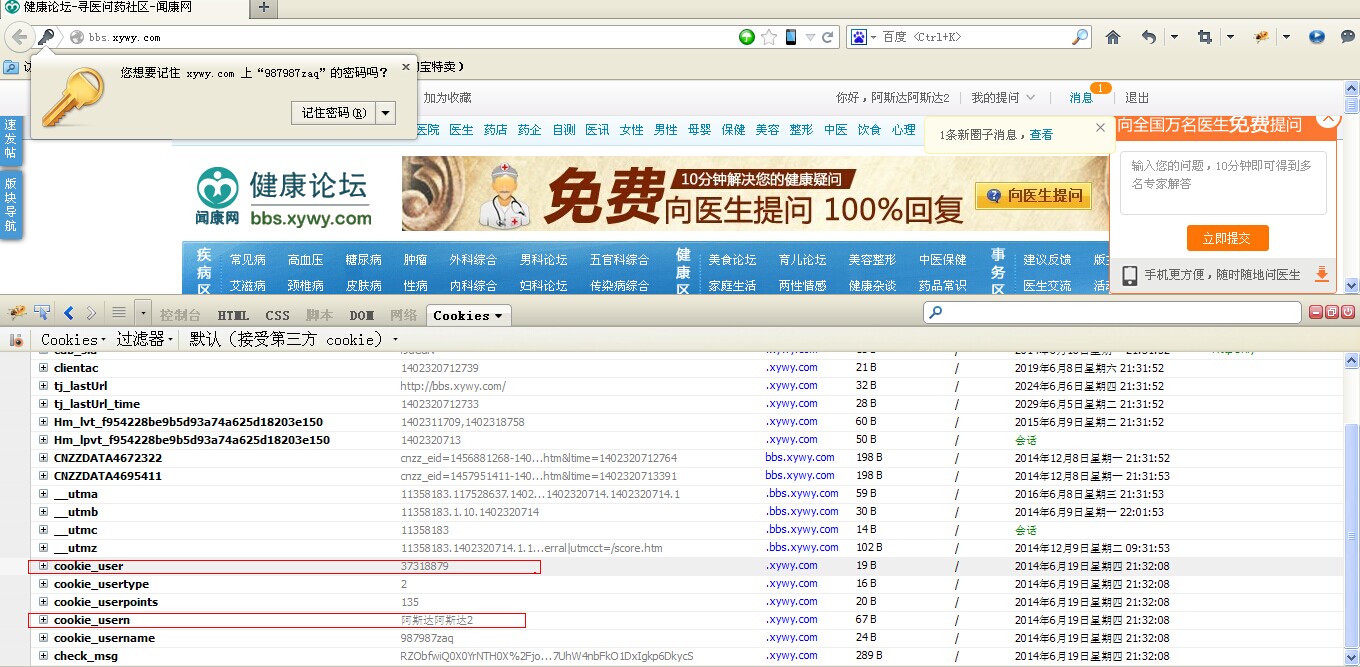 健康论坛-寻医问药社区-闻康网
bbs.xywy.com
百度 <Ctrl+K>
您想要记住 xywy.com 上“987987zaq”的密码吗?
记住密码(R)
宝特卖)
加为收藏
你好，阿斯达阿斯达2 我的提问 消息 1 退出
医院 医生 药店 药企 自测 医讯 女性 男性 母婴 保健 美容 整形 中医 饮食 心理
1条新圈子消息，查看
向全国万名医生免费提问
速发帖
版块导航
输入您的问题，10分钟即可得到多
名专家解答
立即提交
手机更方便，随时随地问医生
闻康网
健康论坛
bbs.xywy.com
免费
10分钟解决您的健康疑问
向医生提问 100%回复
向医生提问
疾病区 常见病 高血压 糖尿病 肿瘤 外科综合 男科论坛 五官科综合 健康区 美食论坛 育儿论坛 美容整形 中医保健 事务区 建议反馈
艾滋病 颈椎病 皮肤病 性病 内科综合 妇科论坛 传染病综合 家庭生活 两性情感 健康杂谈 药品常识 医生交流
控制台 HTML CSS 脚本 DOM 网络 Cookies
Cookies 过滤器 默认(接受第三方 cookie)
clientac 1402320712739 .xywy.com 21 B / 2019年6月8日星期六 21:31:52
tj_lastUrl http://bbs.xywy.com/ .xywy.com 32 B / 2024年6月6日星期四 21:31:52
tj_lastUrl_time 1402320712733 .xywy.com 28 B / 2029年6月5日星期二 21:31:52
Hm_lvt_f954228be9b5d93a74a625d18203e150 1402311709,1402318758 .xywy.com 60 B / 2015年6月9日星期二 21:31:52
Hm_lpvt_f954228be9b5d93a74a625d18203e150 1402320713 .xywy.com 50 B / 会话
CNZZDATA4672322 cnzz_eid=1456881268-140...htm&ltime=1402320712764 bbs.xywy.com 198 B / 2014年12月8日星期一 21:31:52
CNZZDATA4695411 cnzz_eid=1457951411-140...htm&ltime=1402320713391 bbs.xywy.com 198 B / 2014年12月8日星期一 21:31:53
__utma 11358183.117528637.1402...1402320714.1402320714.1 .bbs.xywy.com 59 B / 2016年6月8日星期三 21:31:53
__utmb 11358183.1.10.1402320714 .bbs.xywy.com 30 B / 2014年6月9日星期一 22:01:53
__utmc 11358183 .bbs.xywy.com 14 B / 会话
__utmz 11358183.1402320714.1.1...erral|utmcct=/score.htm .bbs.xywy.com 102 B / 2014年12月9日星期二 09:31:53
cookie_user 37318879 .xywy.com 19 B / 2014年6月19日星期四 21:32:08
cookie_usertype 2 .xywy.com 16 B / 2014年6月19日星期四 21:32:08
cookie_userpoints 135 .xywy.com 20 B / 2014年6月19日星期四 21:32:08
cookie_usern 阿斯达阿斯达2 .xywy.com 67 B / 2014年6月19日星期四 21:32:08
cookie_username 987987zaq .xywy.com 24 B / 2014年6月19日星期四 21:32:08
check_msg RZObfwiQ0X0YrNTH0X%2Fjo...7UhW4nbFkO1DxIgkp6DkycS .xywy.com 289 B / 2014年6月19日星期四 21:32:08